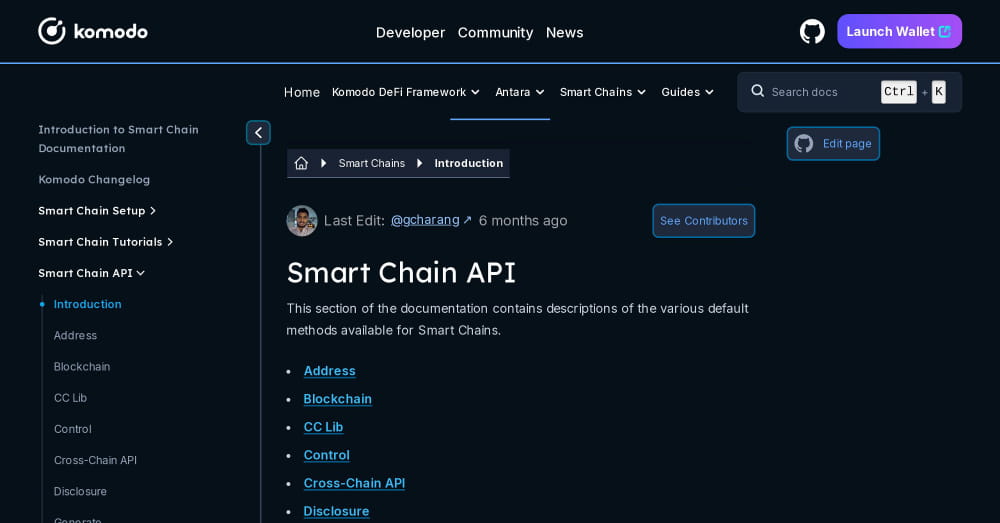 komodo
Developer Community News
Launch Wallet
Home Komodo DeFi Framework Antara Smart Chains Guides
Search docs Ctrl + K
Introduction to Smart Chain
Documentation
Komodo Changelog
Smart Chain Setup
Smart Chain Tutorials
Smart Chain API
Introduction
Address
Blockchain
CC Lib
Control
Cross-Chain API
Disclosure
Generate
Smart Chains Introduction
Edit page
Last Edit: @gcharang ↗ 6 months ago
See Contributors
Smart Chain API
This section of the documentation contains descriptions of the various default
methods available for Smart Chains.
• Address
• Blockchain
• CC Lib
• Control
• Cross-Chain API
• Disclosure